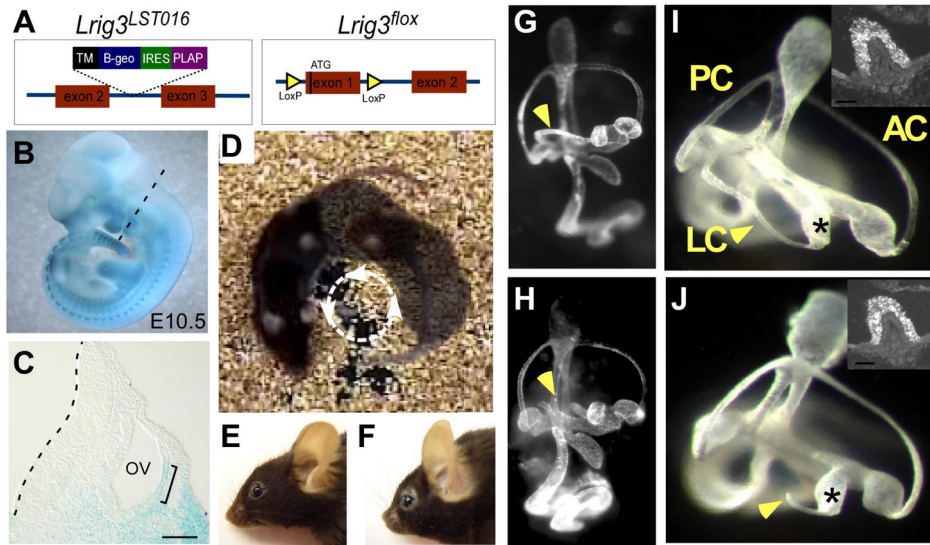 A
Lrig3LST016
TM B-geo IRES PLAP
exon 2 exon 3
Lrig3flox
ATG
exon 1 exon 2
LoxP LoxP
B
E10.5
C
OV
D
E
F
G
H
I
PC
AC
LC
*
J
*